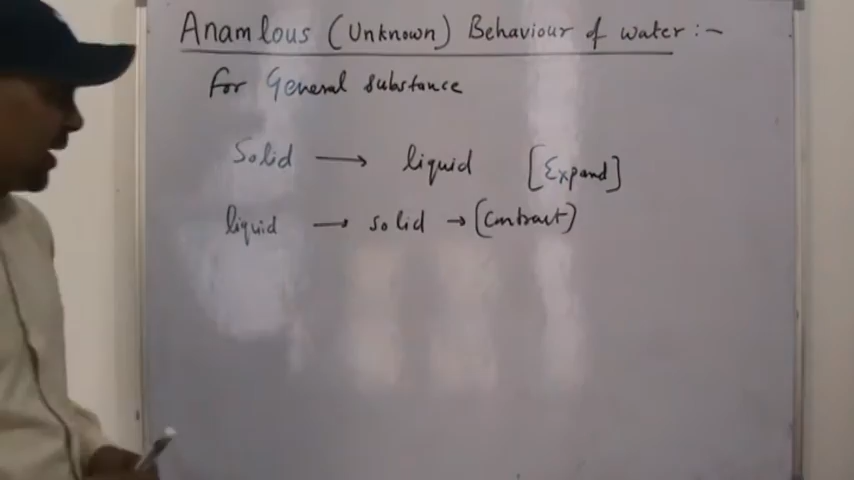 Anamlous (Unknown) Behaviour of water :-
For General substance
Solid → liquid [Expand]
liquid → solid → (Contract)